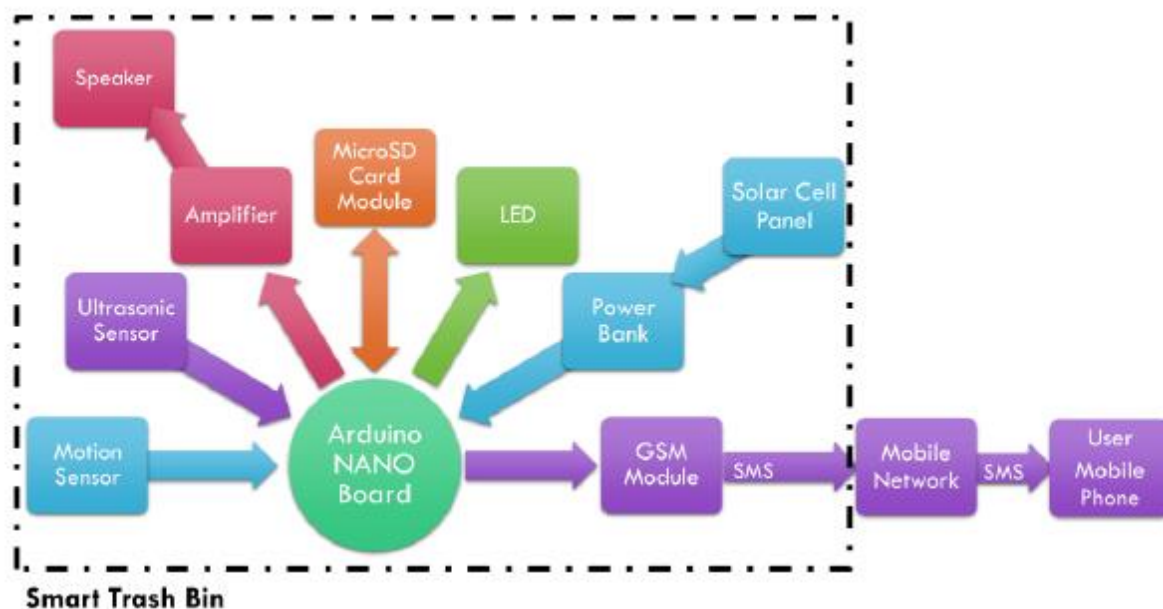 Speaker
MicroSD
Card
Module
Solar Cell
Panel
Amplifier
LED
Ultrasonic
Sensor
Power
Bank
Motion
Sensor
Arduino
NANO
Board
GSM
Module
SMS
Mobile
Network
SMS
User
Mobile
Phone
Smart Trash Bin